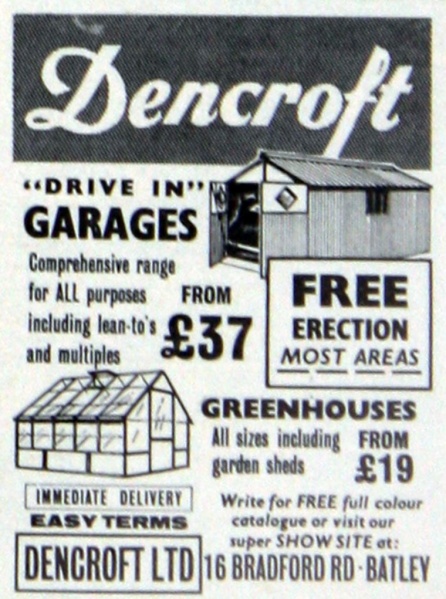 Dencroft
"DRIVE IN"
GARAGES
Comprehensive range
for ALL purposes
including lean-to's
and multiples
FROM
£37
FREE
ERECTION
MOST AREAS
GREENHOUSES
All sizes including
garden sheds
FROM
£19
IMMEDIATE DELIVERY
EASY TERMS
Write for FREE full colour
catalogue or visit our
super SHOW SITE at:
DENCROFT LTD
16 BRADFORD RD - BATLEY